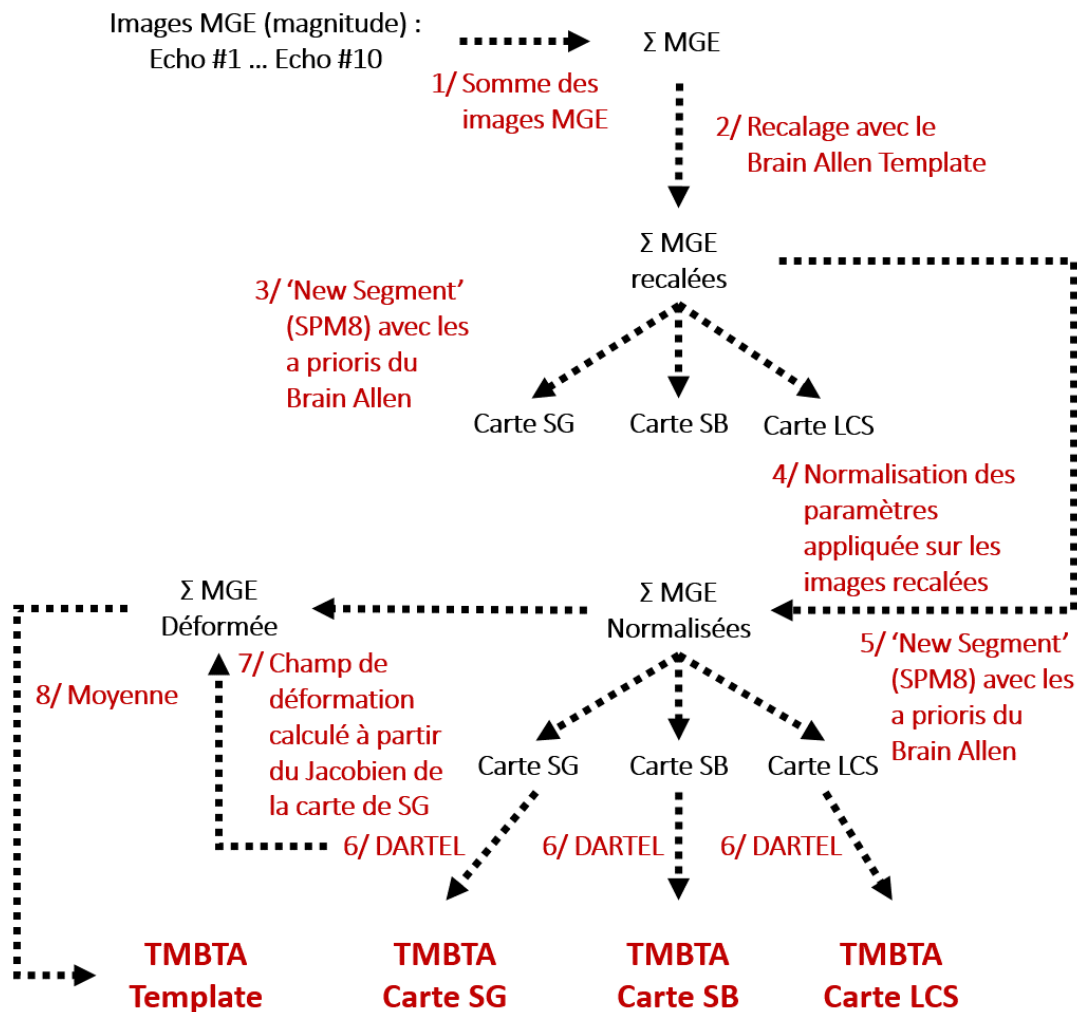 Images MGE (magnitude) :
Echo #1 ... Echo #10
Σ MGE
1/ Somme des
images MGE
2/ Recalage avec le
Brain Allen Template
Σ MGE
recalées
3/ ‘New Segment’
(SPM8) avec les
a prioris du
Brain Allen
Carte SG
Carte SB
Carte LCS
4/ Normalisation des
paramètres
appliquée sur les
images recalées
Σ MGE
Déformée
Σ MGE
Normalisées
5/ ‘New Segment’
(SPM8) avec les
a prioris du
Brain Allen
8/ Moyenne
7/ Champ de
déformation
calculé à partir
du Jacobien de
la carte de SG
Carte SG
Carte SB
Carte LCS
6/ DARTEL
6/ DARTEL
6/ DARTEL
TMBTA
Template
TMBTA
Carte SG
TMBTA
Carte SB
TMBTA
Carte LCS